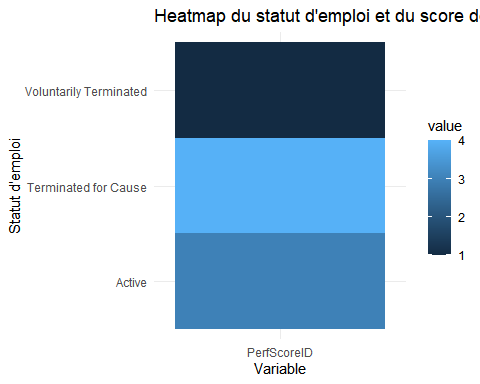 Heatmap du statut d'emploi et du score d
Voluntarily Terminated
Terminated for Cause
Active
Statut d'emploi
PerfScoreID
Variable
value
4
3
2
1